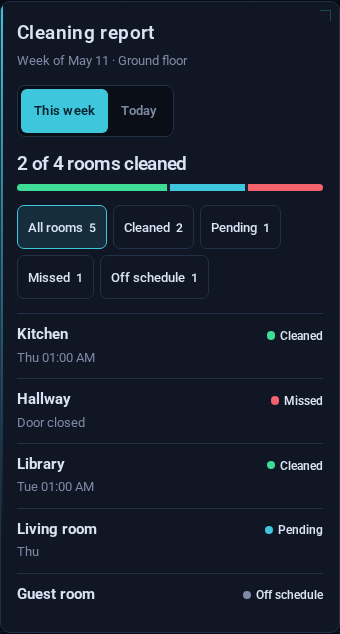 Cleaning report
Week of May 11 · Ground floor
This week Today
2 of 4 rooms cleaned
All rooms 5 Cleaned 2 Pending 1
Missed 1 Off schedule 1
Kitchen Cleaned
Thu 01:00 AM
Hallway Missed
Door closed
Library Cleaned
Tue 01:00 AM
Living room Pending
Thu
Guest room Off schedule